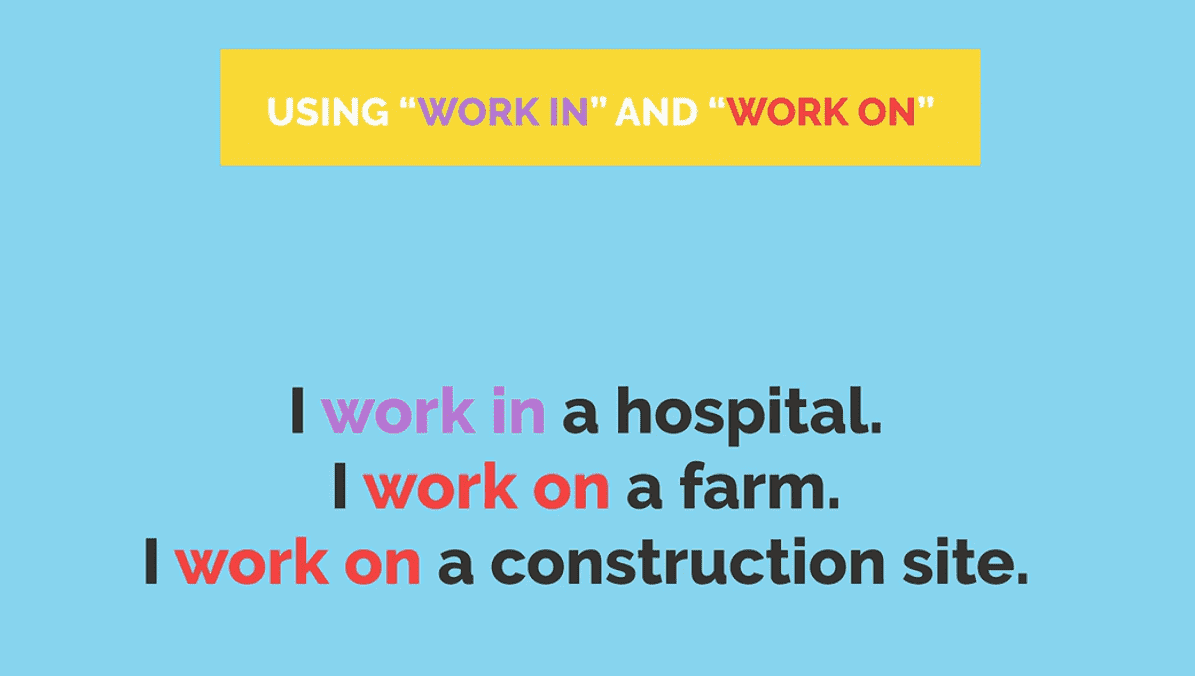 USING “WORK IN” AND “WORK ON”
I work in a hospital.
I work on a farm.
I work on a construction site.